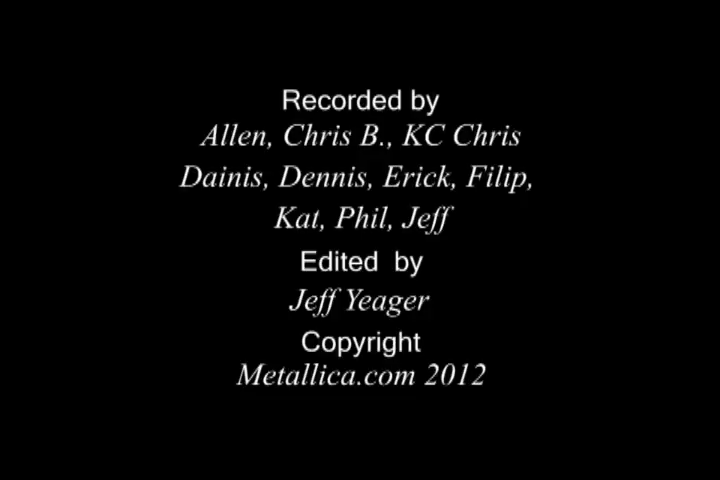 Recorded by
Allen, Chris B., KC Chris
Dainis, Dennis, Erick, Filip,
Kat, Phil, Jeff
Edited by
Jeff Yeager
Copyright
Metallica.com 2012